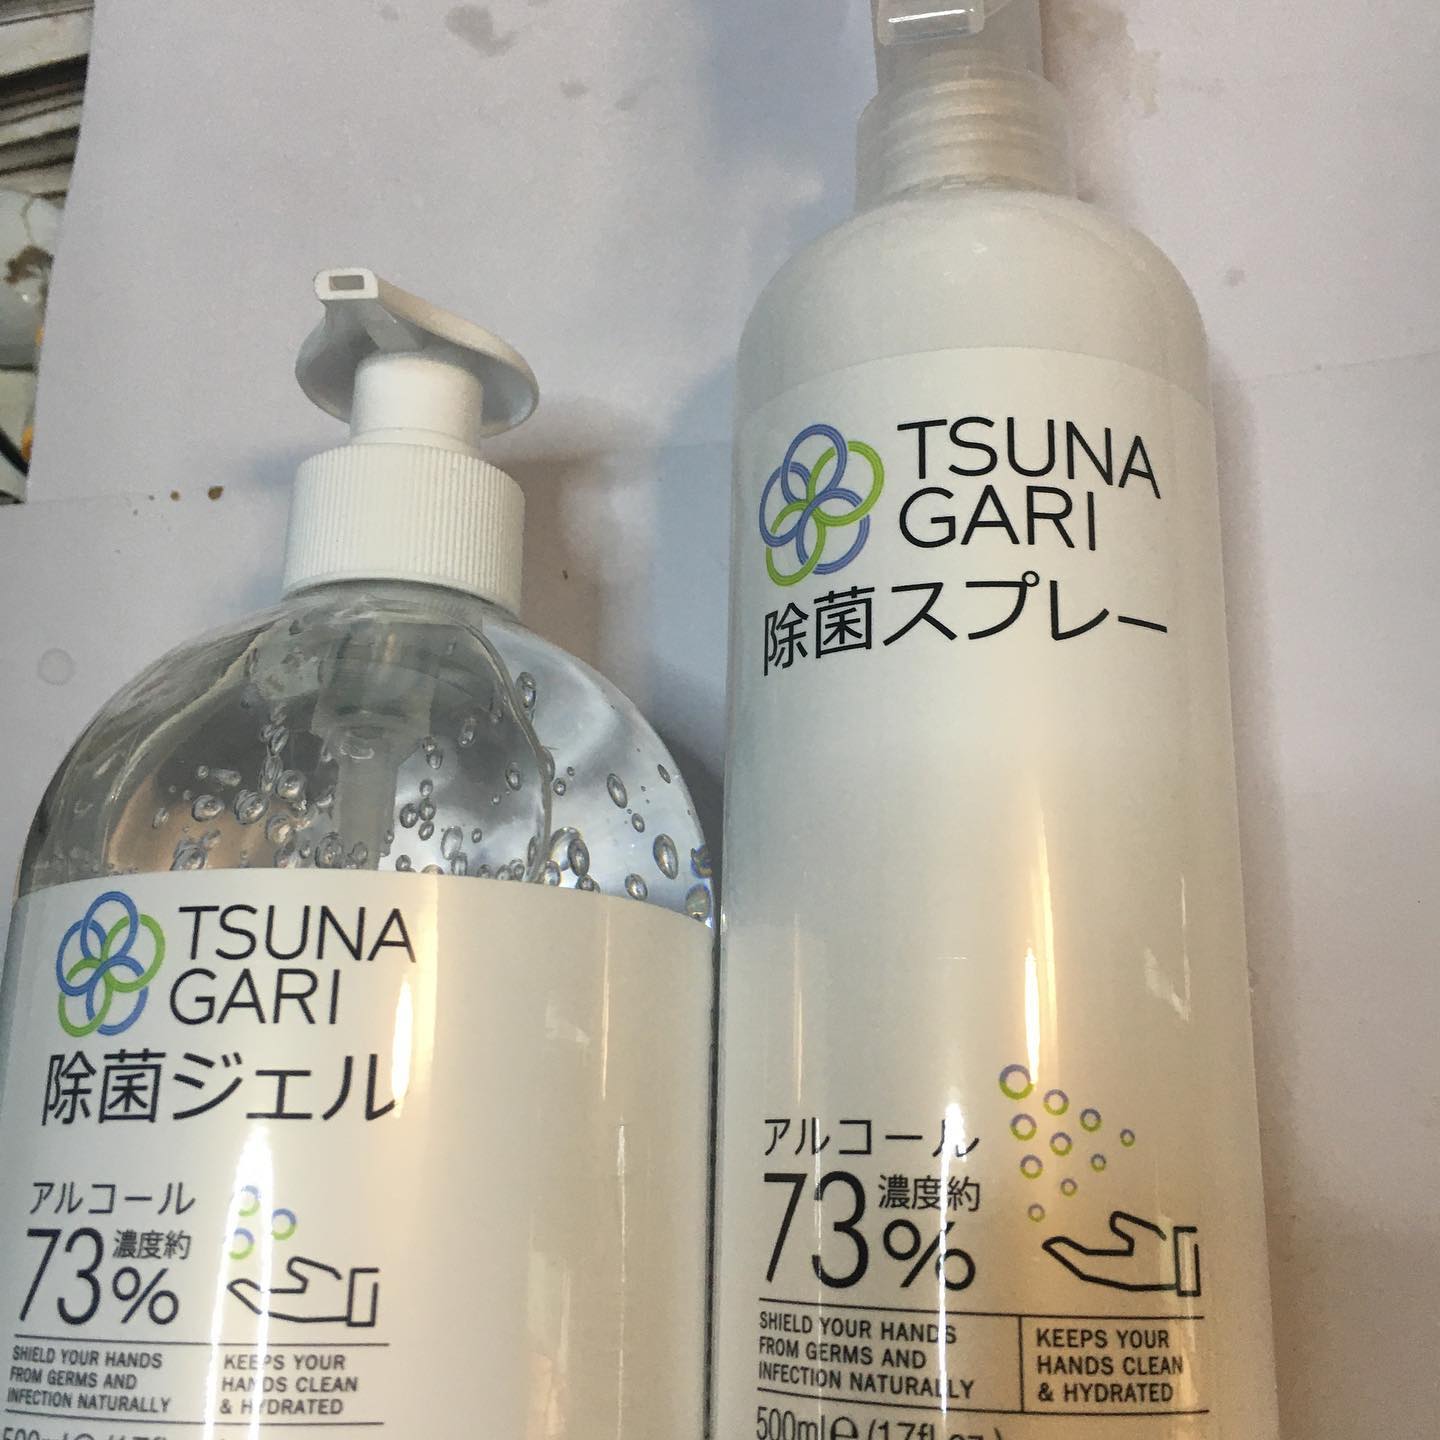 TSUNA
GARI
除菌ジェル
アルコール
濃度約
73%
SHIELD YOUR HANDS
FROM GERMS AND
INFECTION NATURALLY
KEEPS YOUR
HANDS CLEAN
& HYDRATED
500ml
TSUNA
GARI
除菌スプレー
アルコール
濃度約
73%
SHIELD YOUR HANDS
FROM GERMS AND
INFECTION NATURALLY
KEEPS YOUR
HANDS CLEAN
& HYDRATED
500ml℮ (17fl oz.)